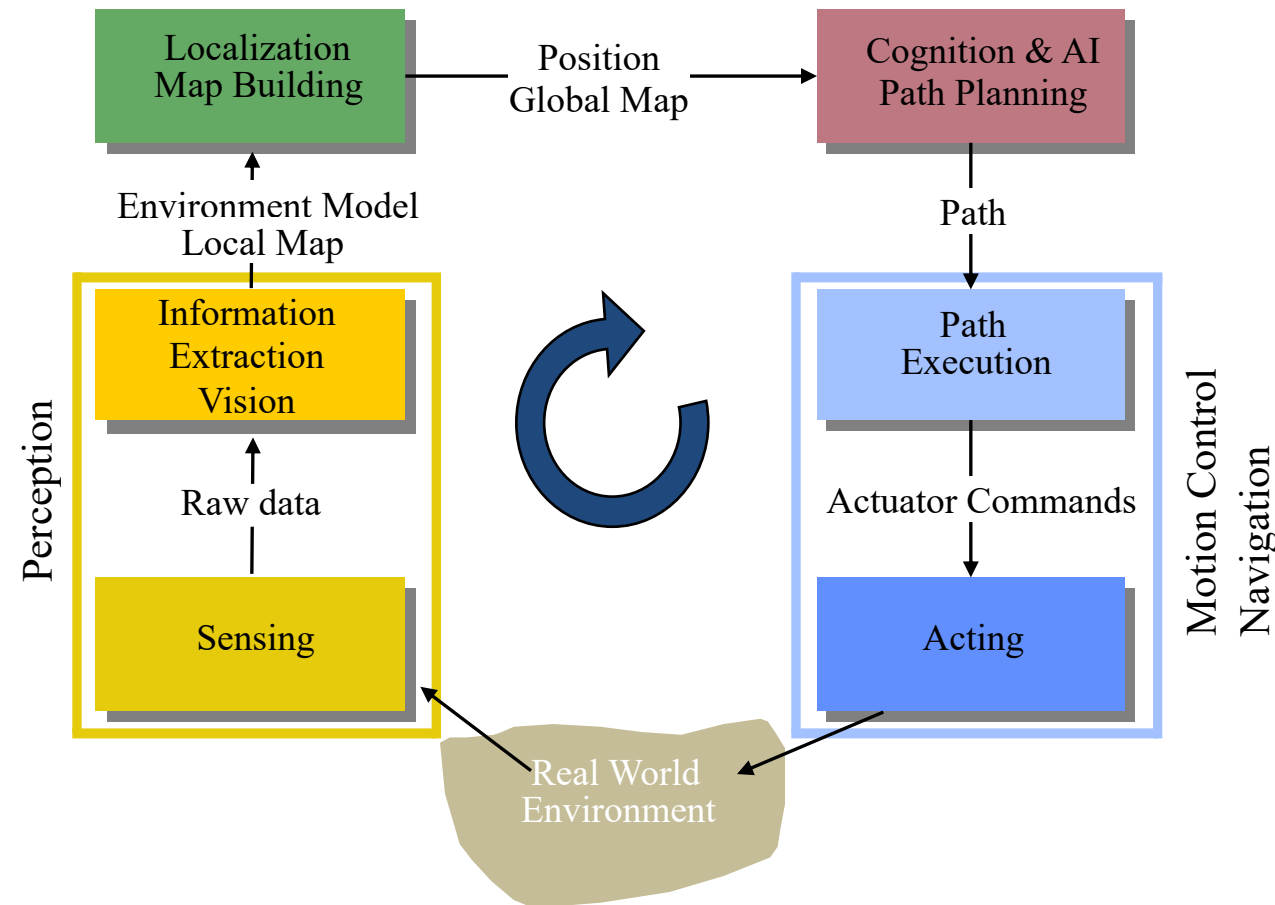 Localization
Map Building
Position
Global Map
Cognition & AI
Path Planning
Environment Model
Local Map
Path
Information
Extraction
Vision
Path
Execution
Perception
Raw data
Actuator Commands
Motion Control
Navigation
Sensing
Acting
Real World
Environment